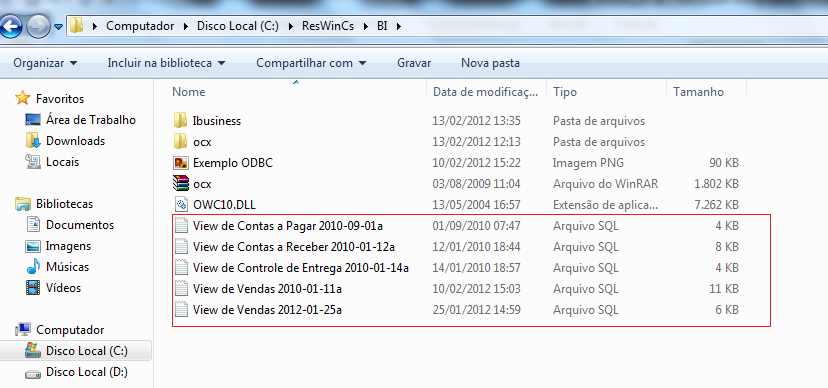 Computador Disco Local (C:) ResWinCs BI
Organizar Incluir na biblioteca Compartilhar com Gravar Nova pasta
Favoritos
Área de Trabalho
Downloads
Locais
Bibliotecas
Documentos
Imagens
Músicas
Vídeos
Computador
Disco Local (C:)
Disco Local (D:)
Nome Data de modificaç... Tipo Tamanho
Ibusiness 13/02/2012 13:35 Pasta de arquivos
ocx 13/02/2012 12:13 Pasta de arquivos
Exemplo ODBC 10/02/2012 15:22 Imagem PNG 90 KB
ocx 03/08/2009 11:04 Arquivo do WinRAR 1.802 KB
OWC10.DLL 13/05/2004 16:57 Extensão de aplica... 7.262 KB
View de Contas a Pagar 2010-09-01a 01/09/2010 07:47 Arquivo SQL 4 KB
View de Contas a Receber 2010-01-12a 12/01/2010 18:44 Arquivo SQL 8 KB
View de Controle de Entrega 2010-01-14a 14/01/2010 18:57 Arquivo SQL 4 KB
View de Vendas 2010-01-11a 10/02/2012 15:03 Arquivo SQL 11 KB
View de Vendas 2012-01-25a 25/01/2012 14:59 Arquivo SQL 6 KB